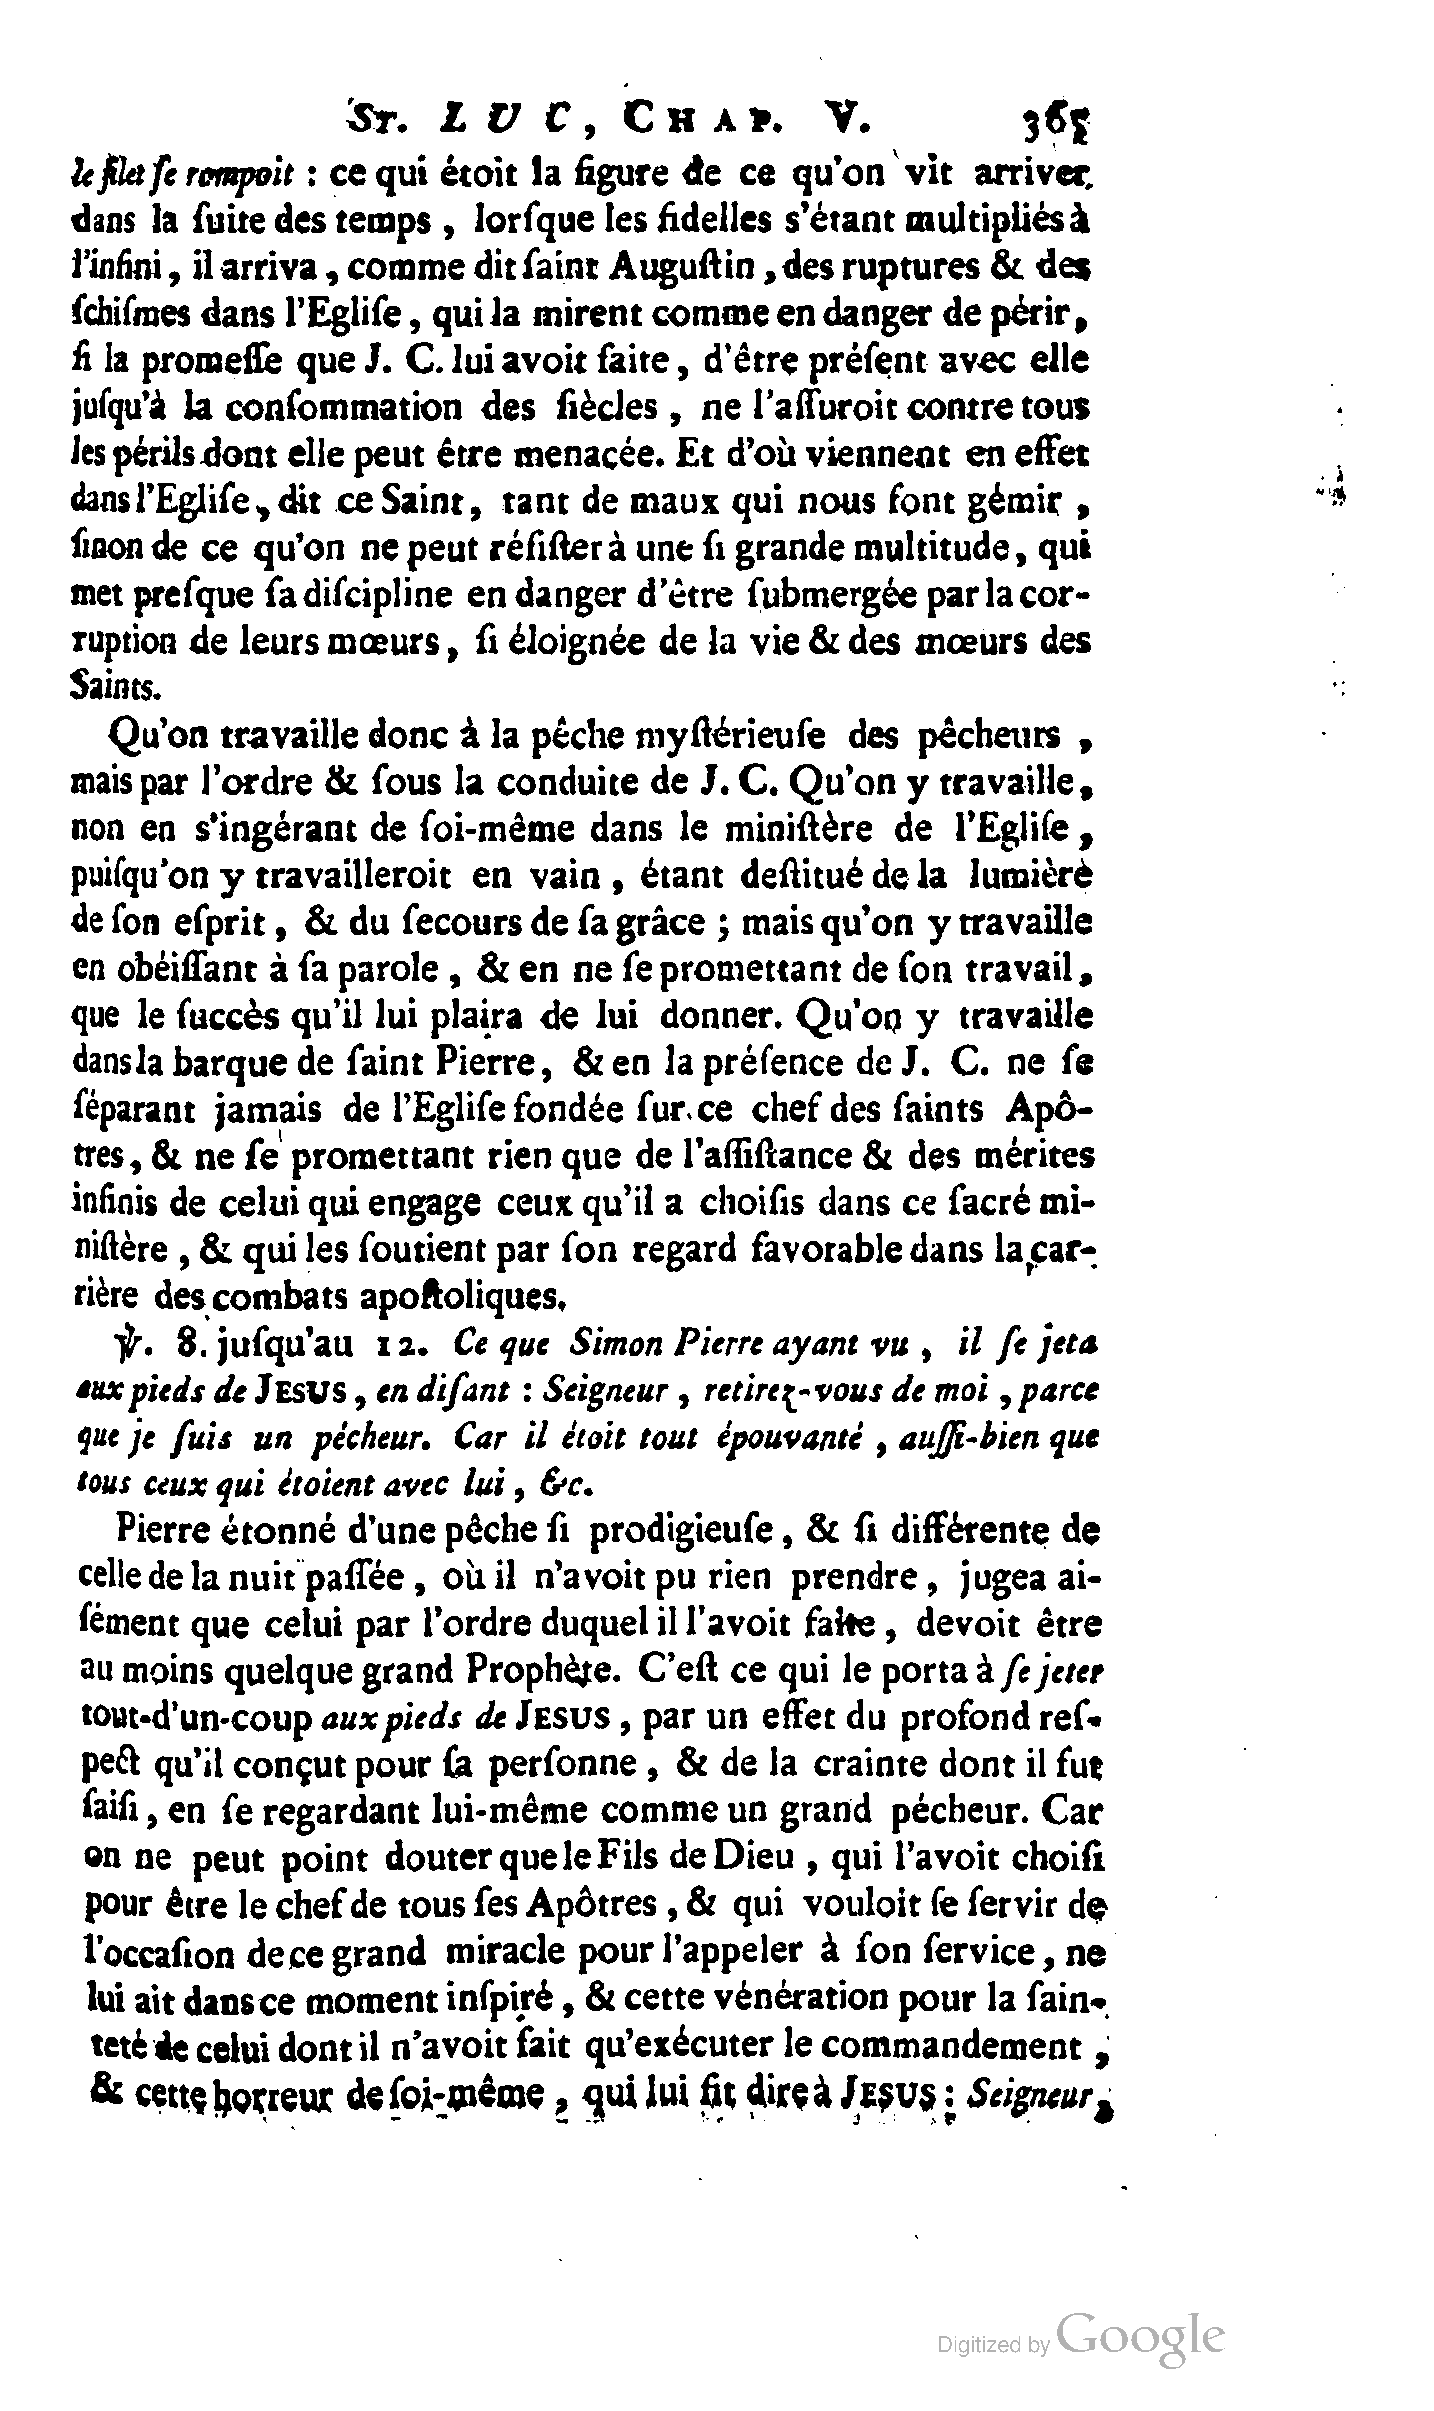 St. LUC, CHAP. V. 365
le filet ſe rompoit : ce qui étoit la figure de ce qu'on vit arriver
dans la ſuite des temps , lorſque les fidelles s'étant multipliés à
l'infini, il arriva , comme dit ſaint Auguſtin , des ruptures & des
ſchiſmes dans l'Egliſe, qui la mirent comme en danger de périr,
ſi la promeſſe que J. C. lui avoit faite, d'être préſent avec elle
juſqu'à la conſommation des ſiècles , ne l'aſſuroit contre tous
les périls dont elle peut être menacée. Et d'où viennent en effet
dans l'Egliſe, dit ce Saint, tant de maux qui nous font gémir ,
ſinon de ce qu'on ne peut réſiſter à une ſi grande multitude, qui
met preſque ſa diſcipline en danger d'être ſubmergée par la cor-
ruption de leurs mœurs, ſi éloignée de la vie & des mœurs des
Saints.
Qu'on travaille donc à la pêche myſtérieuſe des pêcheurs ,
mais par l'ordre & ſous la conduite de J. C. Qu'on y travaille,
non en s'ingérant de ſoi-même dans le miniſtère de l'Egliſe,
puiſqu'on y travailleroit en vain , étant deſtitué de la lumière
de ſon eſprit, & du ſecours de ſa grâce ; mais qu'on y travaille
en obéiſſant à ſa parole , & en ne ſe promettant de ſon travail,
que le ſuccès qu'il lui plaira de lui donner. Qu'on y travaille
dans la barque de ſaint Pierre, & en la préſence de J. C. ne ſe
ſéparant jamais de l'Egliſe fondée ſur ce chef des ſaints Apô-
tres, & ne ſe promettant rien que de l'aſſiſtance & des mérites
infinis de celui qui engage ceux qu'il a choiſis dans ce ſacré mi-
niſtère , & qui les ſoutient par ſon regard favorable dans la car-
rière des combats apoſtoliques.
℣. 8. juſqu'au 12. Ce que Simon Pierre ayant vu , il ſe jeta
aux pieds de JESUS, en diſant : Seigneur , retirez-vous de moi , parce
que je ſuis un pécheur. Car il étoit tout épouvanté , auſſi-bien que
tous ceux qui étoient avec lui , &c.
Pierre étonné d'une pêche ſi prodigieuſe, & ſi différente de
celle de la nuit paſſée , où il n'avoit pu rien prendre , jugea ai-
ſément que celui par l'ordre duquel il l'avoit faite , devoit être
au moins quelque grand Prophète. C'eſt ce qui le porta à ſe jeter
tout-d'un-coup aux pieds de JESUS , par un effet du profond reſ-
pect qu'il conçut pour ſa perſonne , & de la crainte dont il fut
ſaiſi, en ſe regardant lui-même comme un grand pécheur. Car
on ne peut point douter que le Fils de Dieu , qui l'avoit choiſi
pour être le chef de tous ſes Apôtres , & qui vouloit ſe ſervir de
l'occaſion de ce grand miracle pour l'appeler à ſon ſervice, ne
lui ait dans ce moment inſpiré , & cette vénération pour la ſain-
teté de celui dont il n'avoit fait qu'exécuter le commandement ,
& cette horreur de ſoi-même , qui lui fit dire à JESUS : Seigneur,
Digitized by Google